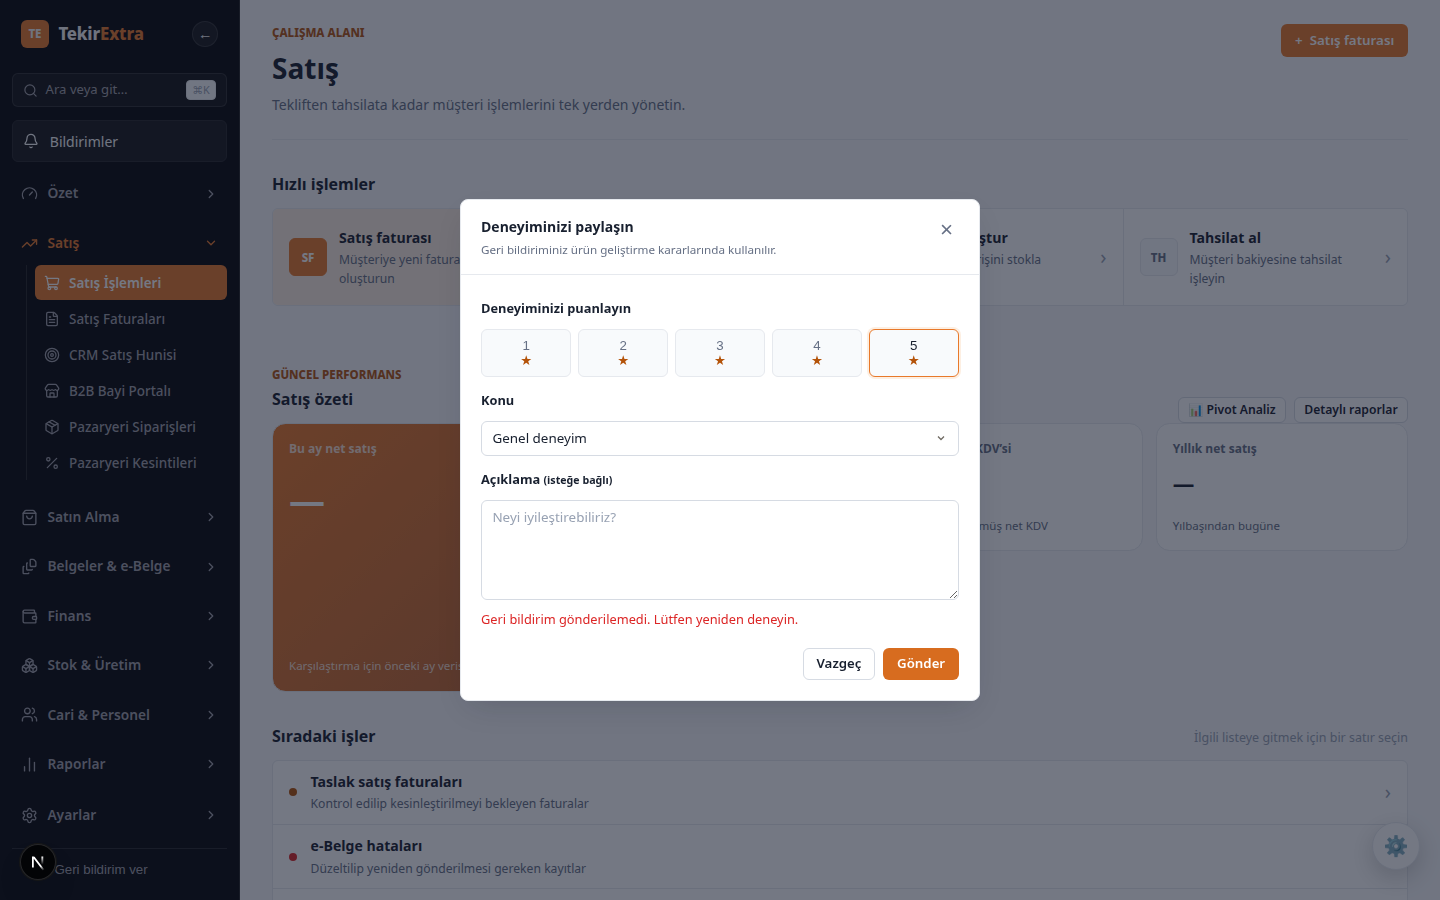 TE
TekirExtra
←
Ara veya git...
⌘K
Bildirimler
Özet
Satış
Satış İşlemleri
Satış Faturaları
CRM Satış Hunisi
B2B Bayi Portalı
Pazaryeri Siparişleri
Pazaryeri Kesintileri
Satın Alma
Belgeler & e-Belge
Finans
Stok & Üretim
Cari & Personel
Raporlar
Ayarlar
N
Geri bildirim ver
ÇALIŞMA ALANI
Satış
Tekliften tahsilata kadar müşteri işlemlerini tek yerden yönetin.
+ Satış faturası
Hızlı işlemler
SF
Satış faturası
Müşteriye yeni fatura
oluşturun
ştur
rişini stokla
TH
Tahsilat al
Müşteri bakiyesine tahsilat
işleyin
GÜNCEL PERFORMANS
Satış özeti
Pivot Analiz
Detaylı raporlar
Bu ay net satış
—
Karşılaştırma için önceki ay veris
KDV'si
müş net KDV
Yıllık net satış
—
Yılbaşından bugüne
Sıradaki işler
İlgili listeye gitmek için bir satır seçin
Taslak satış faturaları
Kontrol edilip kesinleştirilmeyi bekleyen faturalar
e-Belge hataları
Düzeltilip yeniden gönderilmesi gereken kayıtlar
Deneyiminizi paylaşın
Geri bildiriminiz ürün geliştirme kararlarında kullanılır.
Deneyiminizi puanlayın
1 2 3 4 5
★ ★ ★ ★ ★
Konu
Genel deneyim
Açıklama (isteğe bağlı)
Neyi iyileştirebiliriz?
Geri bildirim gönderilemedi. Lütfen yeniden deneyin.
Vazgeç
Gönder